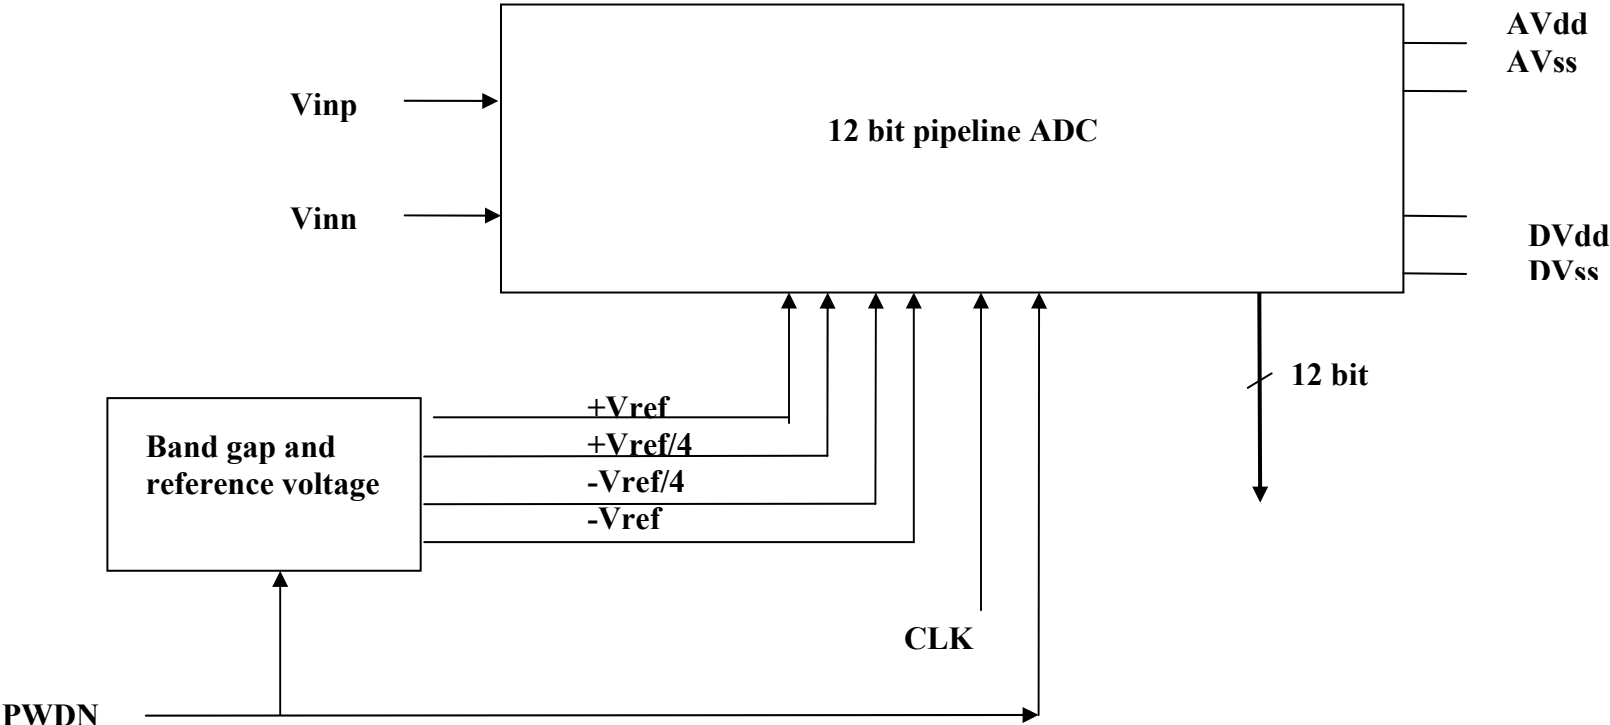 AVdd
AVss
Vinp
12 bit pipeline ADC
Vinn
DVdd
DVss
12 bit
+Vref
+Vref/4
-Vref/4
-Vref
Band gap and
reference voltage
CLK
PWDN